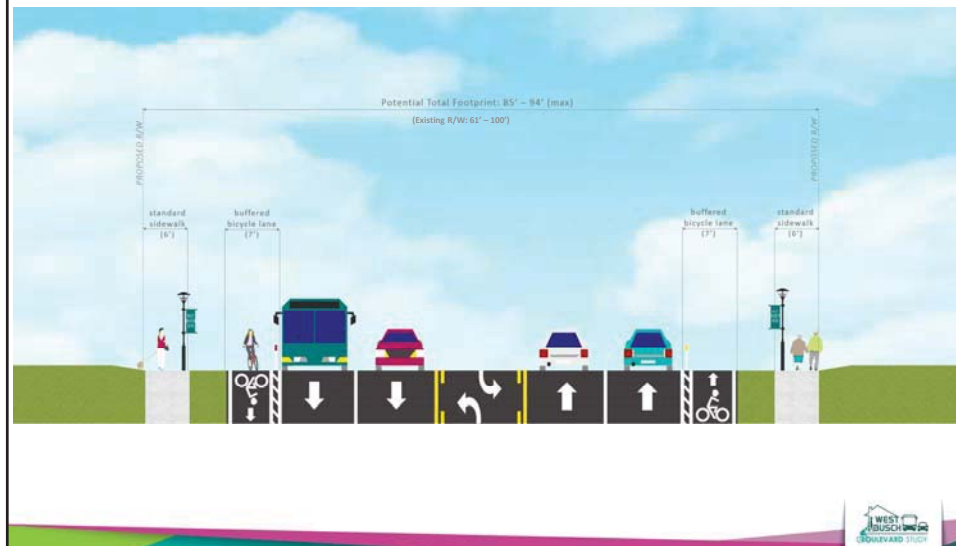 Potential Total Footprint: 85' – 94' (max)
(Existing R/W: 61' – 100')
PROPOSED R/W
PROPOSED R/W
standard
sidewalk
(6')
buffered
bicycle lane
(7')
buffered
bicycle lane
(7')
standard
sidewalk
(6')
WEST
BUSCH
BOULEVARD STUDY